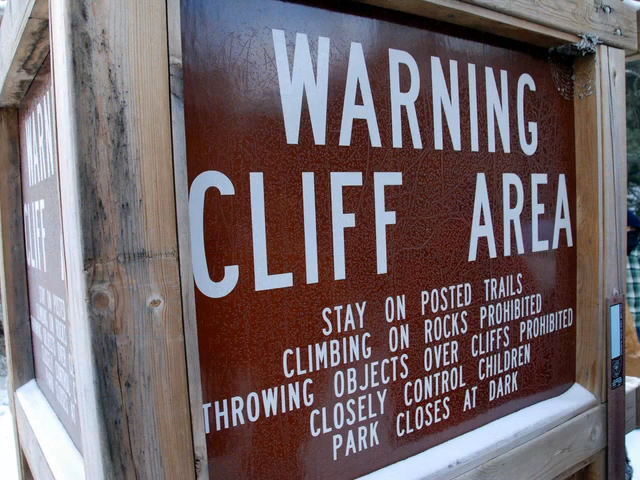 WARNING
CLIFF AREA
STAY ON POSTED TRAILS
CLIMBING ON ROCKS PROHIBITED
THROWING OBJECTS OVER CLIFFS PROHIBITED
CLOSELY CONTROL CHILDREN
PARK CLOSES AT DARK